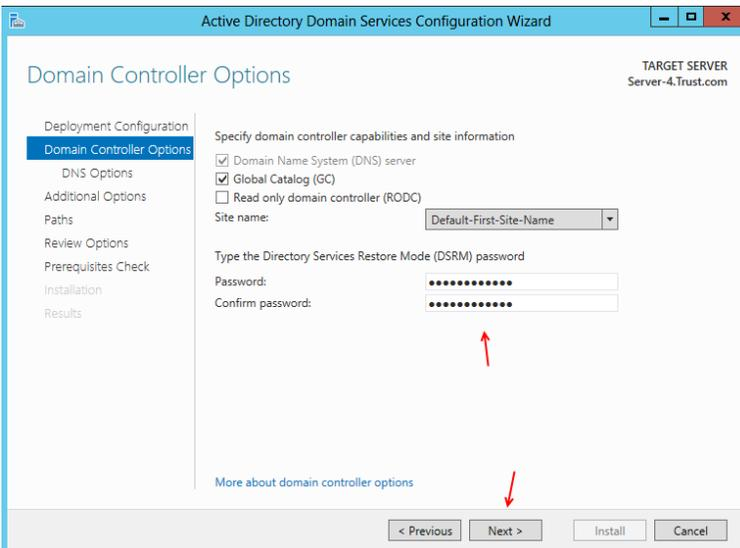 Active Directory Domain Services Configuration Wizard
Domain Controller Options
TARGET SERVER
Server-4.Trust.com
Deployment Configuration
Domain Controller Options
DNS Options
Additional Options
Paths
Review Options
Prerequisites Check
Installation
Results
Specify domain controller capabilities and site information
Domain Name System (DNS) server
Global Catalog (GC)
Read only domain controller (RODC)
Site name: Default-First-Site-Name
Type the Directory Services Restore Mode (DSRM) password
Password: ●●●●●●●●●●●●
Confirm password: ●●●●●●●●●●●●
More about domain controller options
< Previous Next > Install Cancel